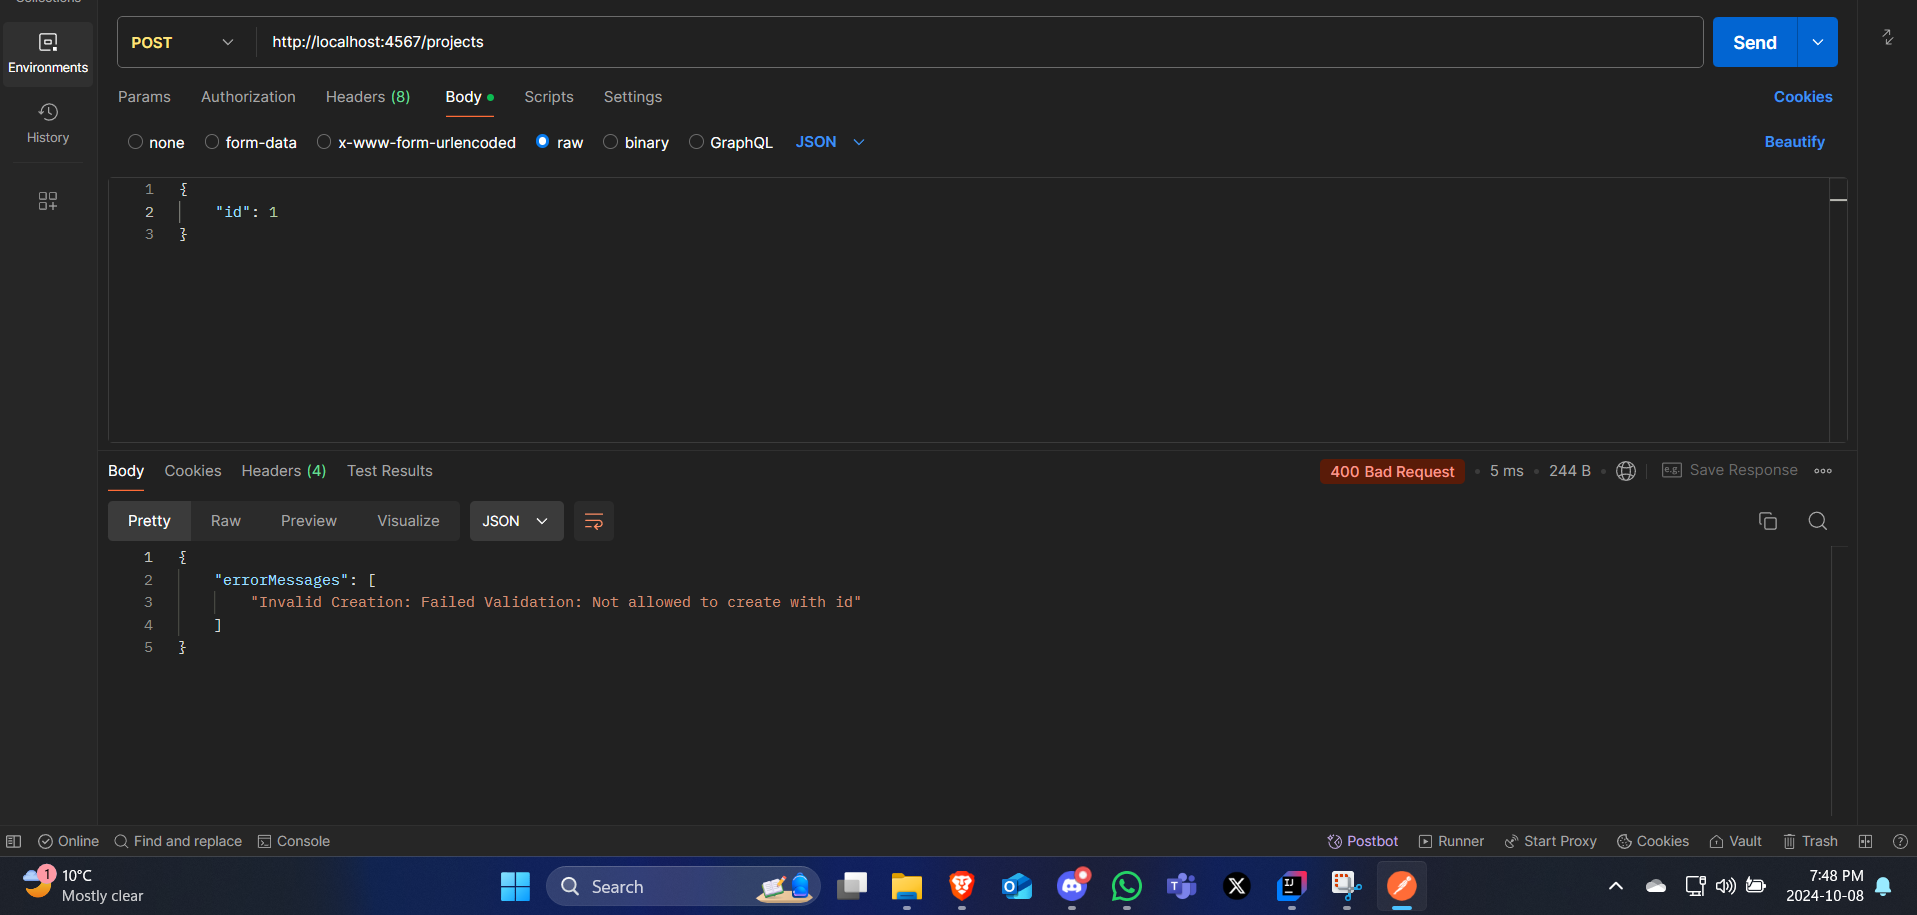 Collections
Environments
History
POST
http://localhost:4567/projects
Send
Params Authorization Headers (8) Body Scripts Settings Cookies
none form-data x-www-form-urlencoded raw binary GraphQL JSON Beautify
1 {
2 "id": 1
3 }
Body Cookies Headers (4) Test Results 400 Bad Request 5 ms 244 B e.g. Save Response
Pretty Raw Preview Visualize JSON
1 {
2 "errorMessages": [
3 "Invalid Creation: Failed Validation: Not allowed to create with id"
4 ]
5 }
Online Find and replace Console Postbot Runner Start Proxy Cookies Vault Trash
1
10°C
Mostly clear
Search
7:48 PM
2024-10-08